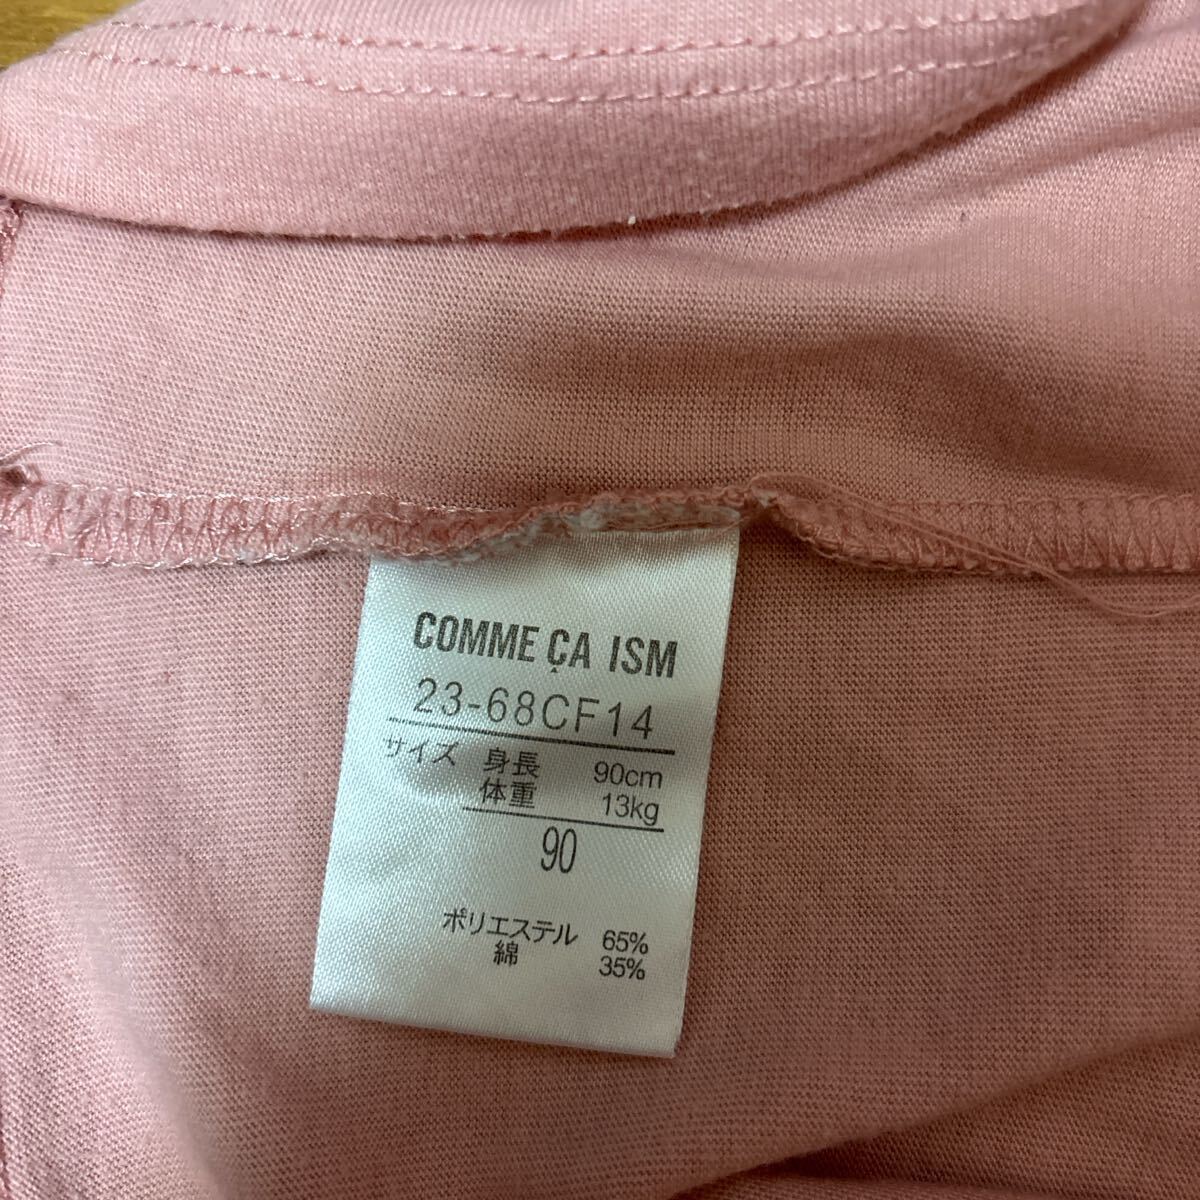 COMME ÇA ISM
23-68CF14
サイズ 身長 90cm
体重 13kg
90
ポリエステル 65%
綿 35%